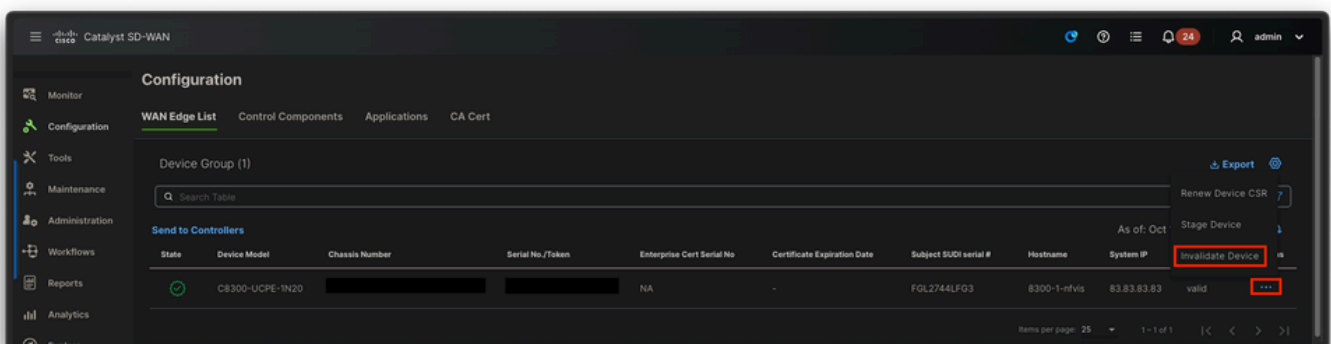 cisco Catalyst SD-WAN 24 admin
Configuration
Monitor
Configuration
Tools
Maintenance
Administration
Workflows
Reports
Analytics
WAN Edge List Control Components Applications CA Cert
Device Group (1) Export
Search Table
Renew Device CSR
Stage Device
Invalidate Device
Send to Controllers As of: Oct
State Device Model Chassis Number Serial No./Token Enterprise Cert Serial No Certificate Expiration Date Subject SUDI serial # Hostname System IP
C8300-UCPE-1N20 NA - FGL2744LFG3 8300-1-nfvis 83.83.83.83 valid ...
Items per page: 25 1 – 1 of 1